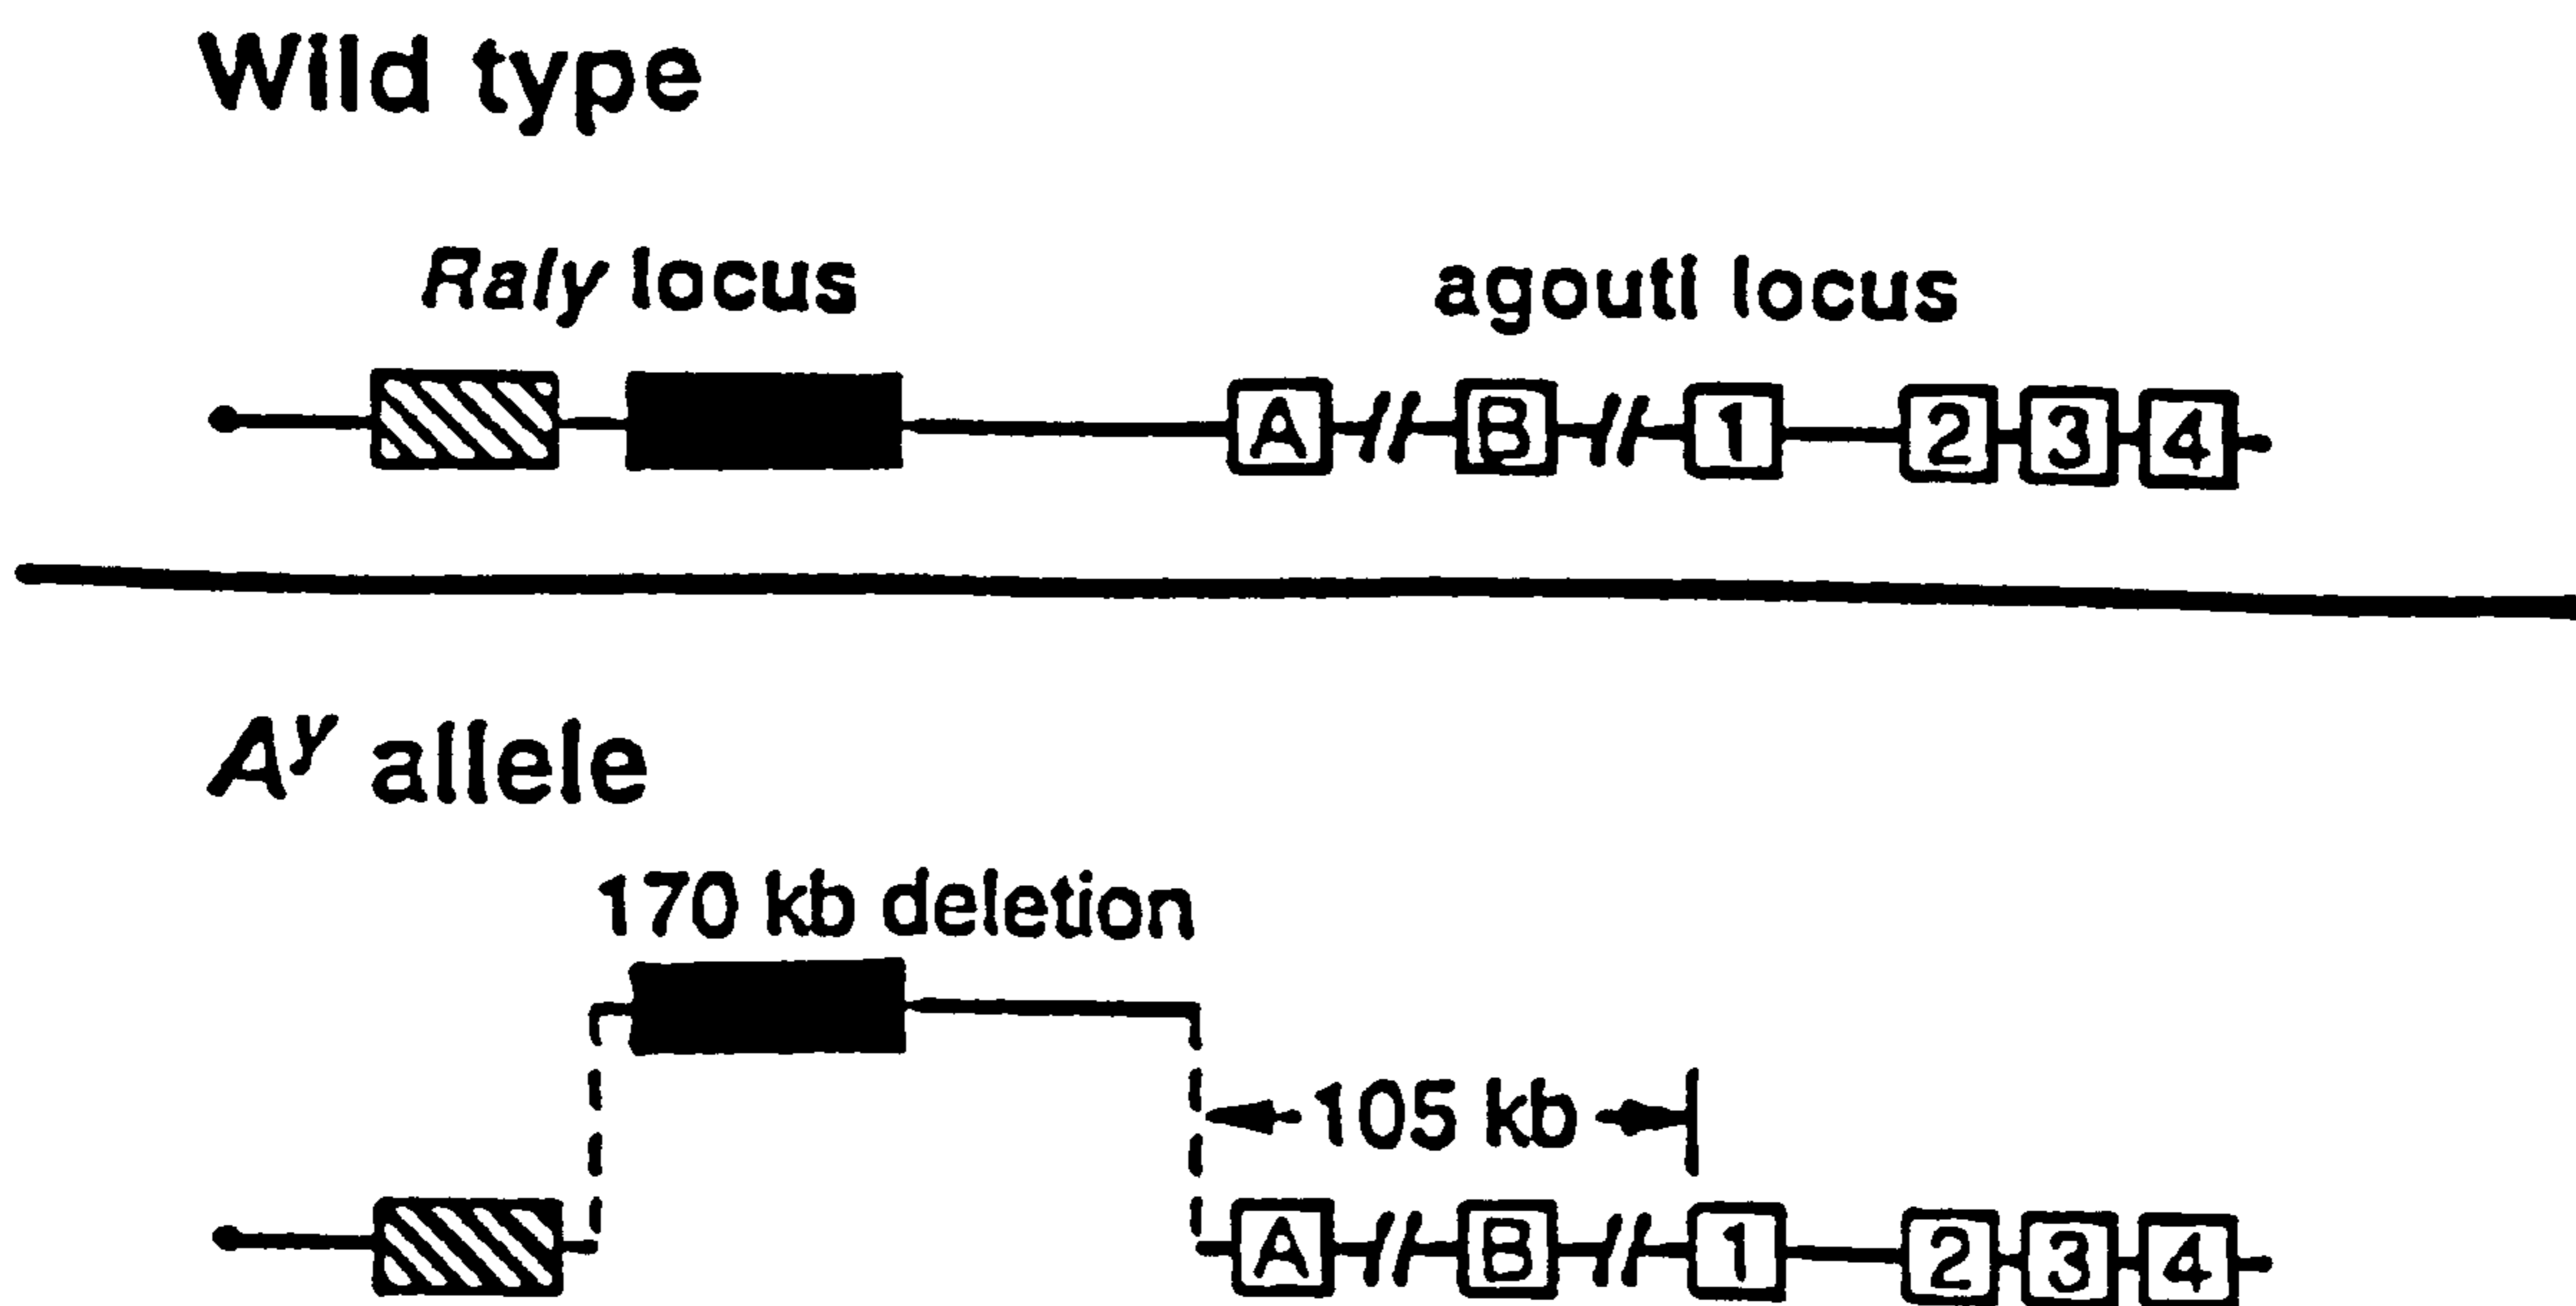 Wild type
Raly locus
agouti locus
A B 1 2 3 4
Aʸ allele
170 kb deletion
105 kb
A B 1 2 3 4